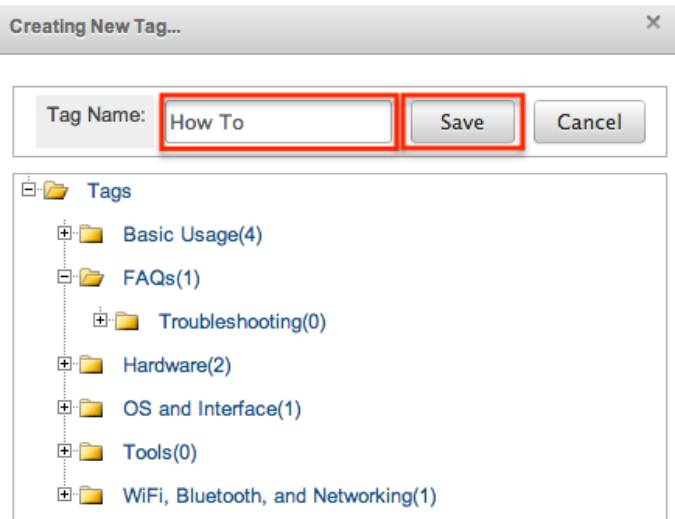 Creating New Tag...
Tag Name: How To Save Cancel
Tags
Basic Usage(4)
FAQs(1)
Troubleshooting(0)
Hardware(2)
OS and Interface(1)
Tools(0)
WiFi, Bluetooth, and Networking(1)